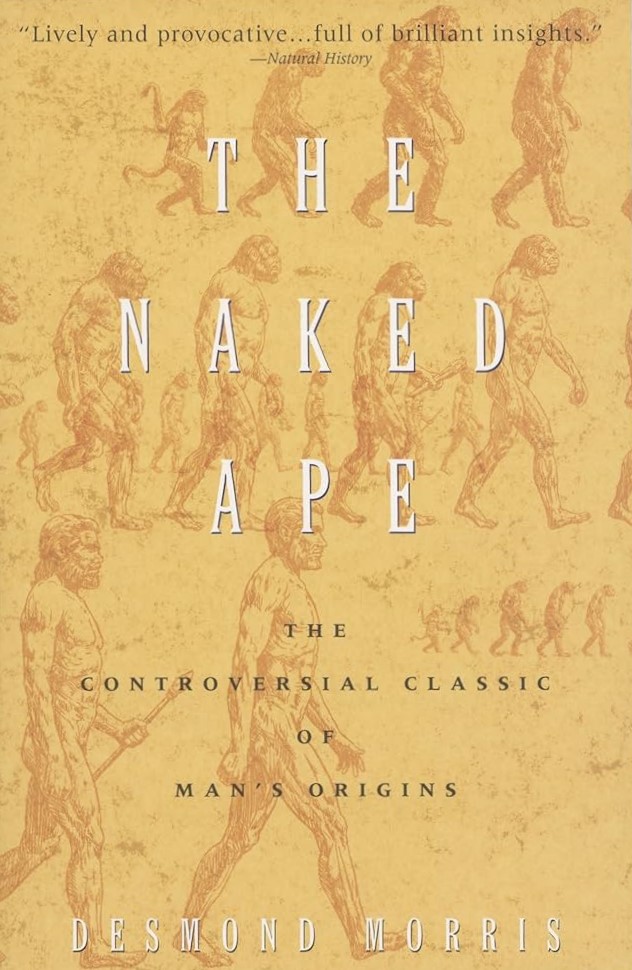 “Lively and provocative...full of brilliant insights.”
—Natural History
THE
NAKED
APE
THE
CONTROVERSIAL CLASSIC
OF
MAN'S ORIGINS
DESMOND MORRIS